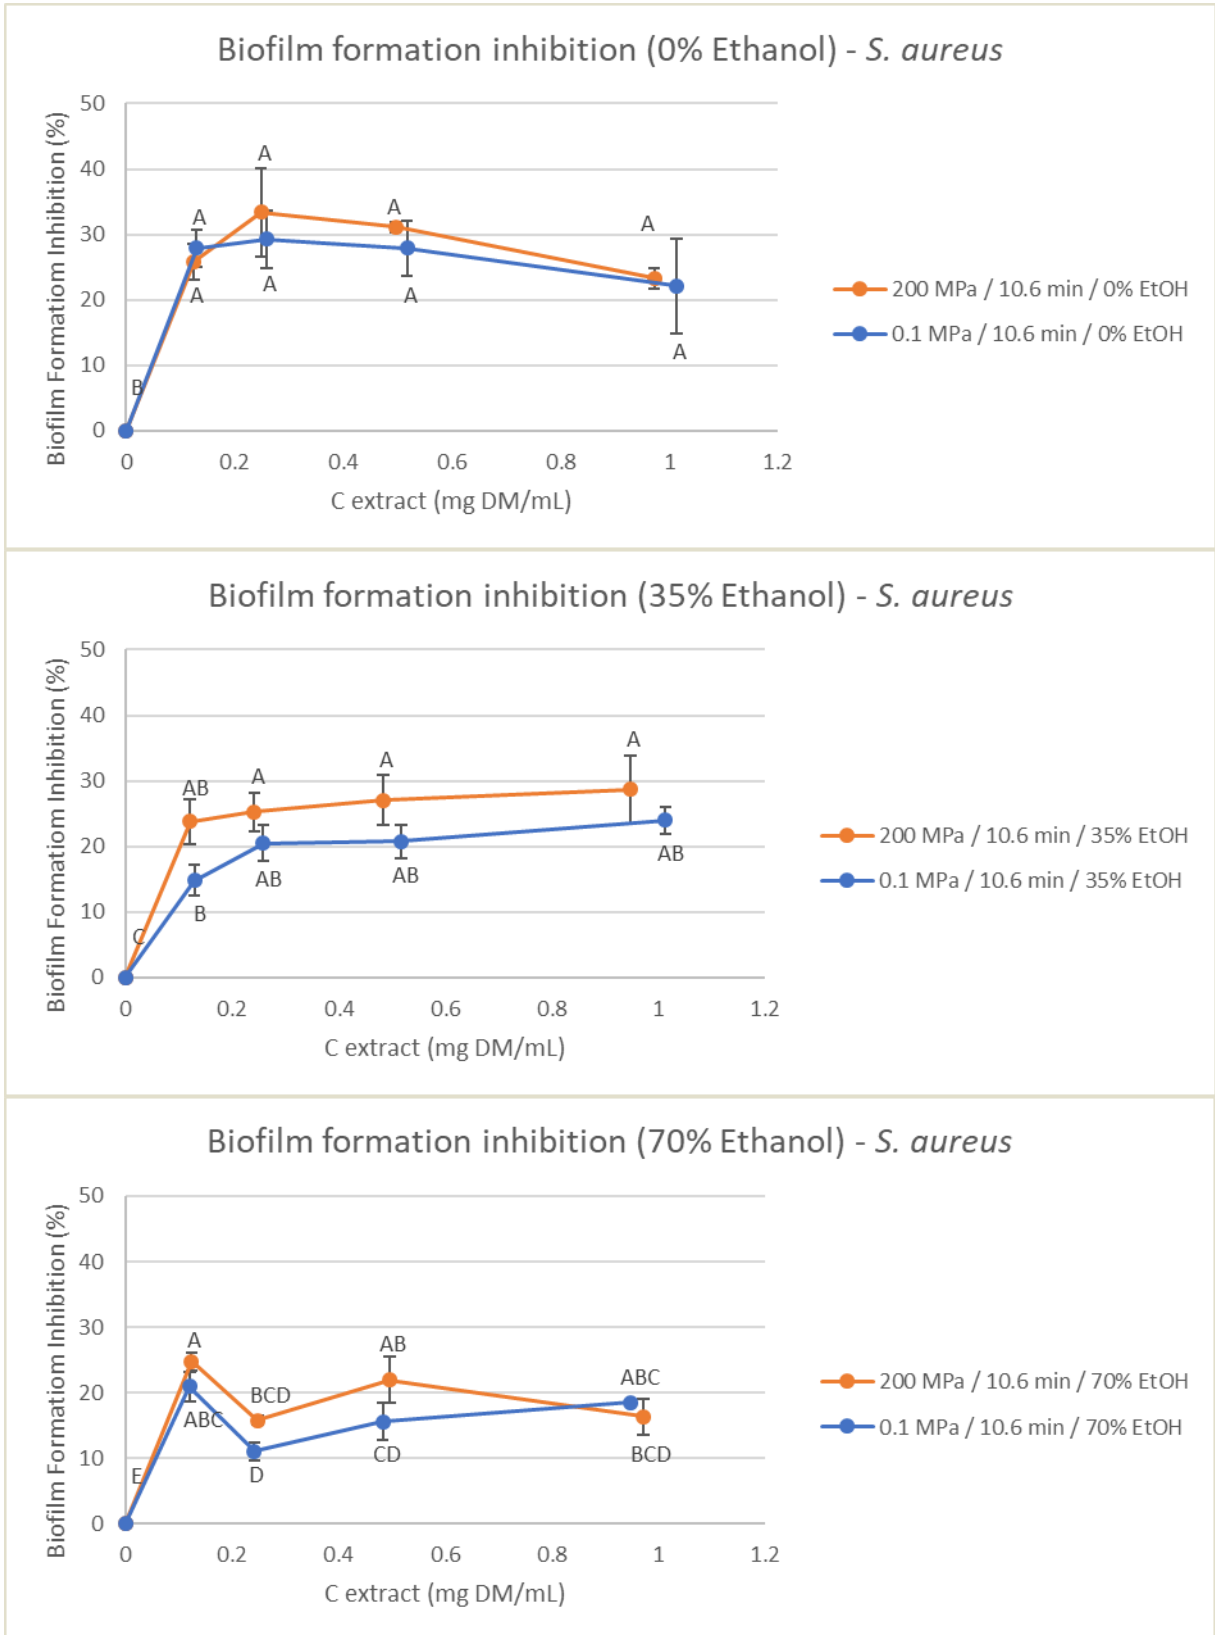 Biofilm formation inhibition (0% Ethanol) - S. aureus
Biofilm Formatiom Inhibition (%)
50
40
30
20
10
0
A
A
A
A
A
A
A
A
B
0
0.2
0.4
0.6
0.8
1
1.2
C extract (mg DM/mL)
200 MPa / 10.6 min / 0% EtOH
0.1 MPa / 10.6 min / 0% EtOH
Biofilm formation inhibition (35% Ethanol) - S. aureus
Biofilm Formatiom Inhibition (%)
50
40
30
20
10
0
AB
A
A
A
B
AB
AB
AB
C
0
0.2
0.4
0.6
0.8
1
1.2
C extract (mg DM/mL)
200 MPa / 10.6 min / 35% EtOH
0.1 MPa / 10.6 min / 35% EtOH
Biofilm formation inhibition (70% Ethanol) - S. aureus
Biofilm Formatiom Inhibition (%)
50
40
30
20
10
0
A
BCD
AB
ABC
ABC
D
CD
BCD
E
0
0.2
0.4
0.6
0.8
1
1.2
C extract (mg DM/mL)
200 MPa / 10.6 min / 70% EtOH
0.1 MPa / 10.6 min / 70% EtOH